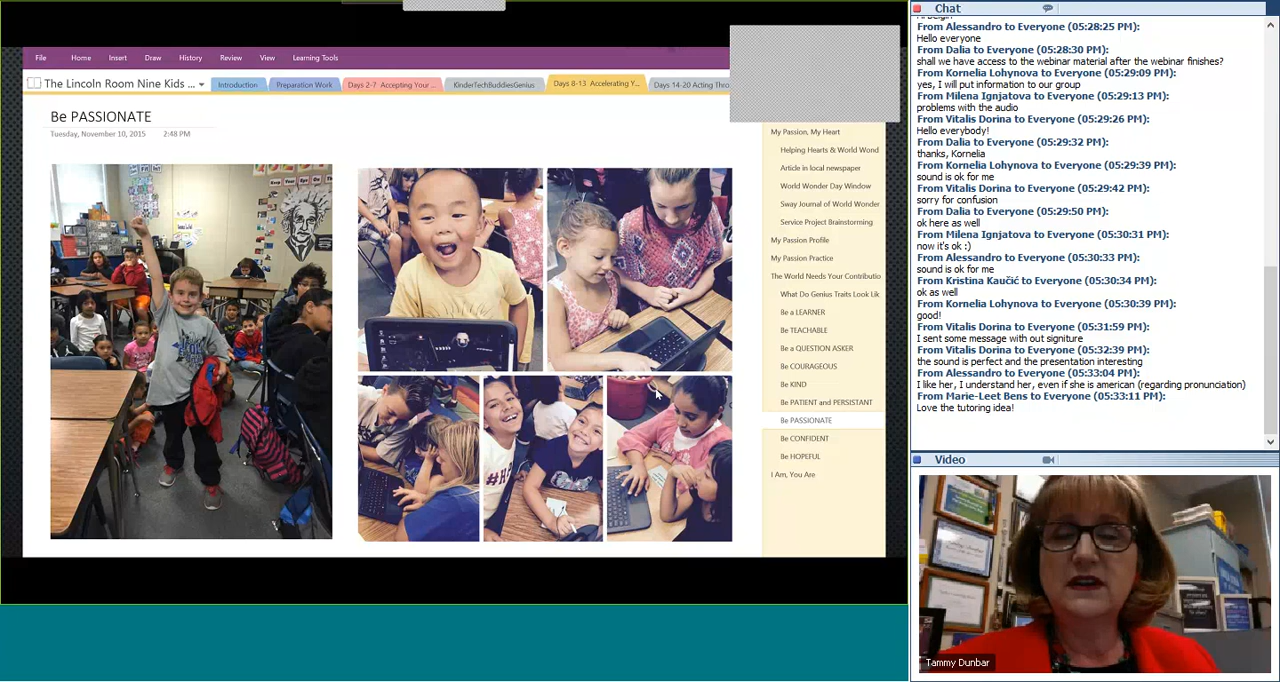 File Home Insert Draw History Review View Learning Tools
The Lincoln Room Nine Kids ...
Introduction
Preparation Work
Days 2-7 Accepting Your ...
KinderTechBuddiesGenius
Days 8-13 Accelerating Y...
Days 14-20 Acting Thro
Be PASSIONATE
Tuesday, November 10, 2015 2:48 PM
My Passion, My Heart
Helping Hearts & World Wond
Article in local newspaper
World Wonder Day Window
Sway Journal of World Wonder
Service Project Brainstorming
My Passion Profile
My Passion Practice
The World Needs Your Contributio
What Do Genius Traits Look Lik
Be a LEARNER
Be TEACHABLE
Be a QUESTION ASKER
Be COURAGEOUS
Be KIND
Be PATIENT and PERSISTANT
Be PASSIONATE
Be CONFIDENT
Be HOPEFUL
I Am, You Are
Chat
From Alessandro to Everyone (05:28:25 PM):
Hello everyone
From Dalia to Everyone (05:28:30 PM):
shall we have access to the webinar material after the webinar finishes?
From Kornelia Lohynova to Everyone (05:29:09 PM):
yes, I will put information to our group
From Milena Ignjatova to Everyone (05:29:13 PM):
problems with the audio
From Vitalis Dorina to Everyone (05:29:26 PM):
Hello everybody!
From Dalia to Everyone (05:29:32 PM):
thanks, Kornelia
From Kornelia Lohynova to Everyone (05:29:39 PM):
sound is ok for me
From Vitalis Dorina to Everyone (05:29:42 PM):
sorry for confusion
From Dalia to Everyone (05:29:50 PM):
ok here as well
From Milena Ignjatova to Everyone (05:30:31 PM):
now it's ok :)
From Alessandro to Everyone (05:30:33 PM):
sound is ok for me
From Kristina Kaučić to Everyone (05:30:34 PM):
ok as well
From Kornelia Lohynova to Everyone (05:30:39 PM):
good!
From Vitalis Dorina to Everyone (05:31:59 PM):
I sent some message with out signiture
From Vitalis Dorina to Everyone (05:32:39 PM):
the sound is perfect and the presentation interesting
From Alessandro to Everyone (05:33:04 PM):
I like her, I understand her, even if she is american (regarding pronunciation)
From Marie-Leet Bens to Everyone (05:33:11 PM):
Love the tutoring idea!
Video
Tammy Dunbar